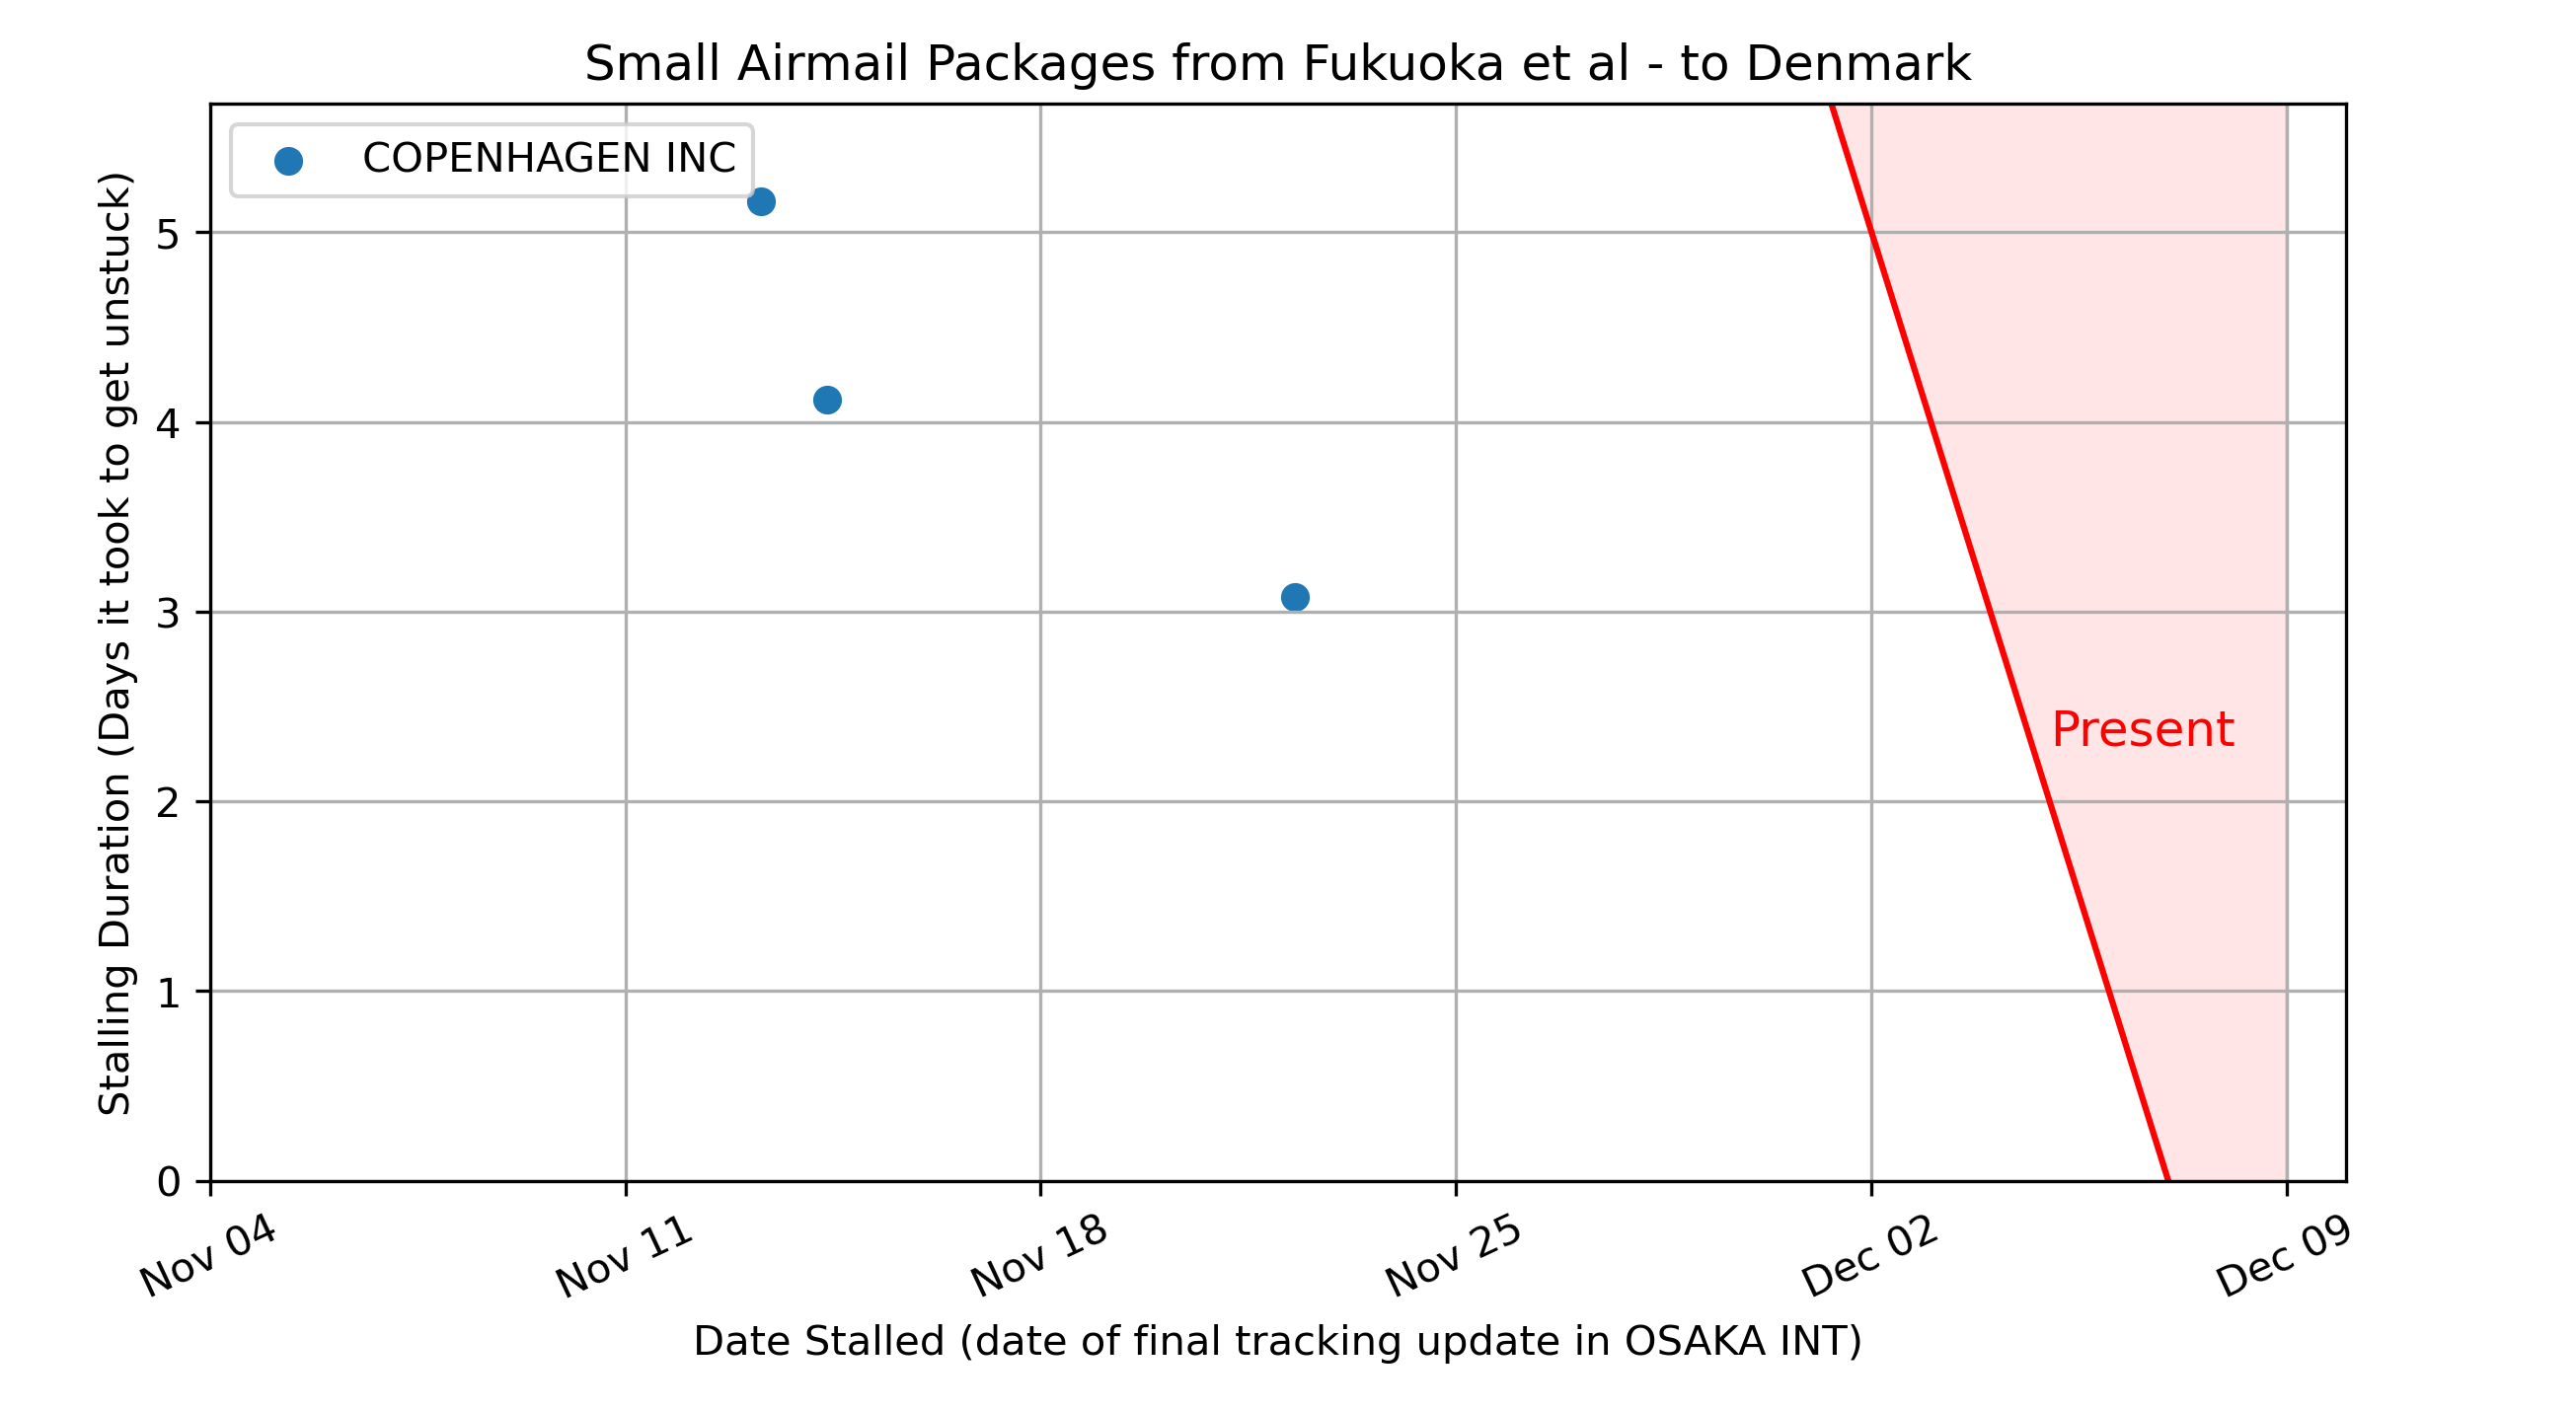 Small Airmail Packages from Fukuoka et al - to Denmark
COPENHAGEN INC
Stalling Duration (Days it took to get unstuck)
5
4
3
2
1
0
Present
Nov 04
Nov 11
Nov 18
Nov 25
Dec 02
Dec 09
Date Stalled (date of final tracking update in OSAKA INT)